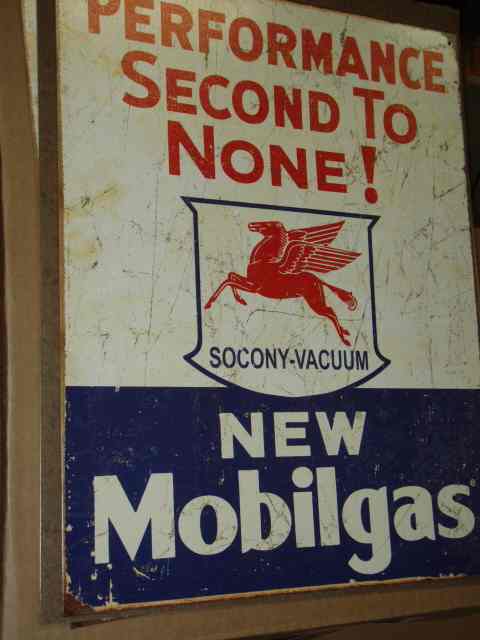 PERFORMANCE
SECOND TO
NONE!
SOCONY-VACUUM
NEW
Mobilgas